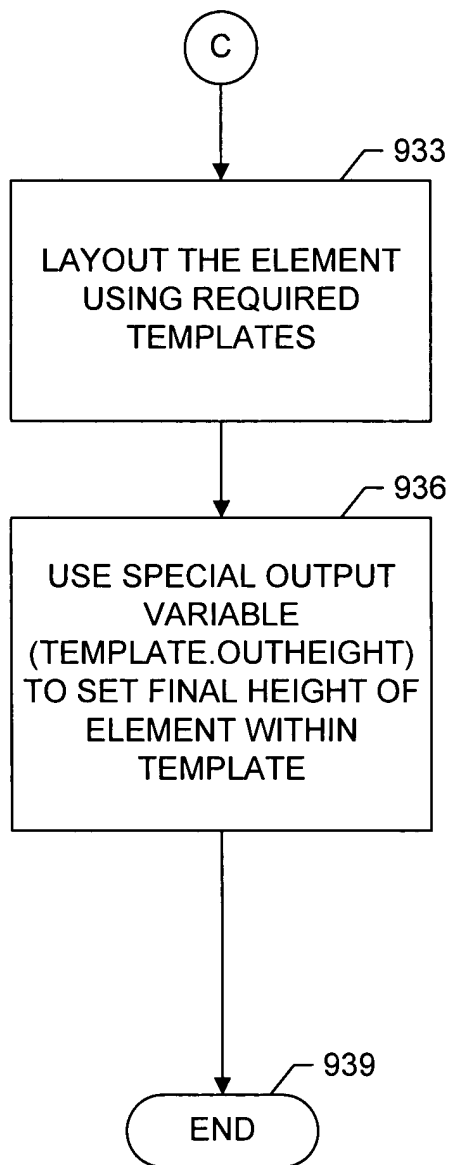 C
933
LAYOUT THE ELEMENT
USING REQUIRED
TEMPLATES
936
USE SPECIAL OUTPUT
VARIABLE
(TEMPLATE.OUTHEIGHT)
TO SET FINAL HEIGHT OF
ELEMENT WITHIN
TEMPLATE
939
END